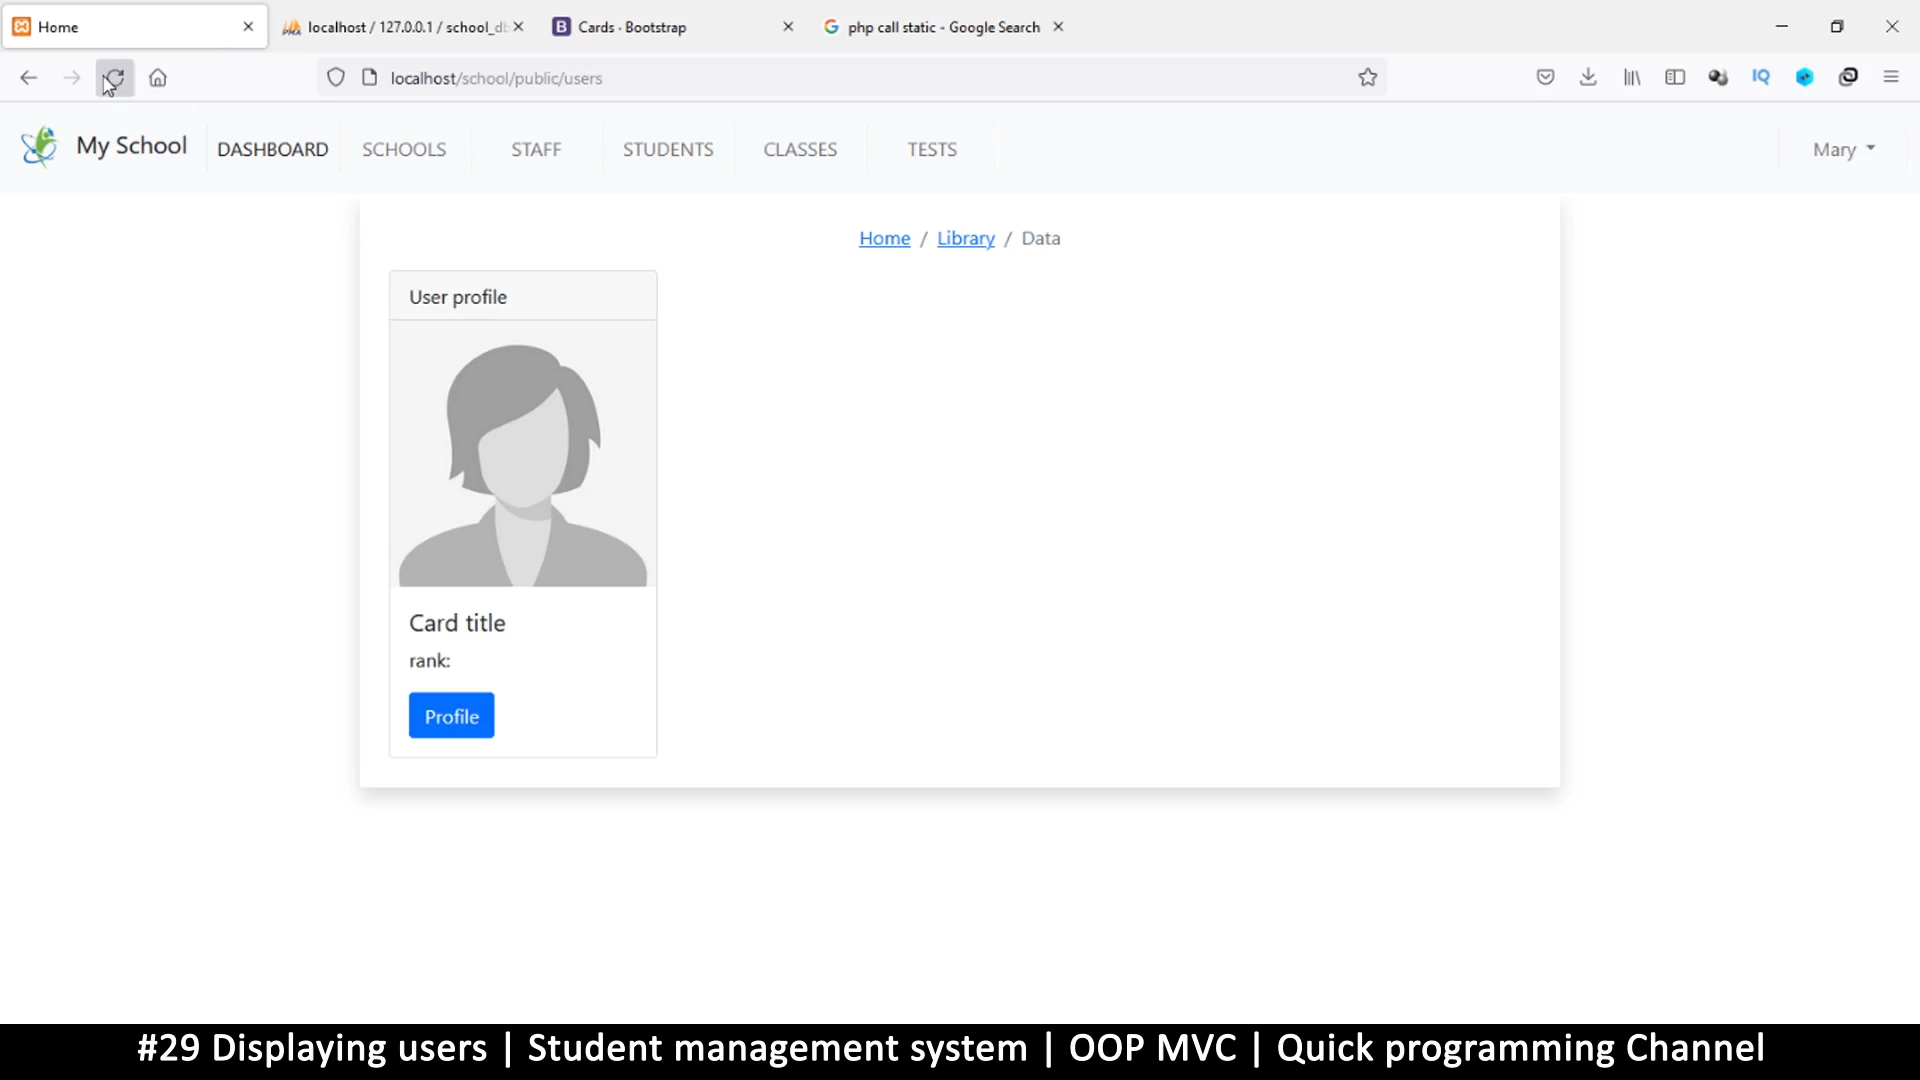 Home
localhost / 127.0.0.1 / school_db
Cards · Bootstrap
php call static - Google Search
localhost/school/public/users
IQ
My School
DASHBOARD
SCHOOLS
STAFF
STUDENTS
CLASSES
TESTS
Mary
Home / Library / Data
User profile
Card title
rank:
Profile
#29 Displaying users | Student management system | OOP MVC | Quick programming Channel